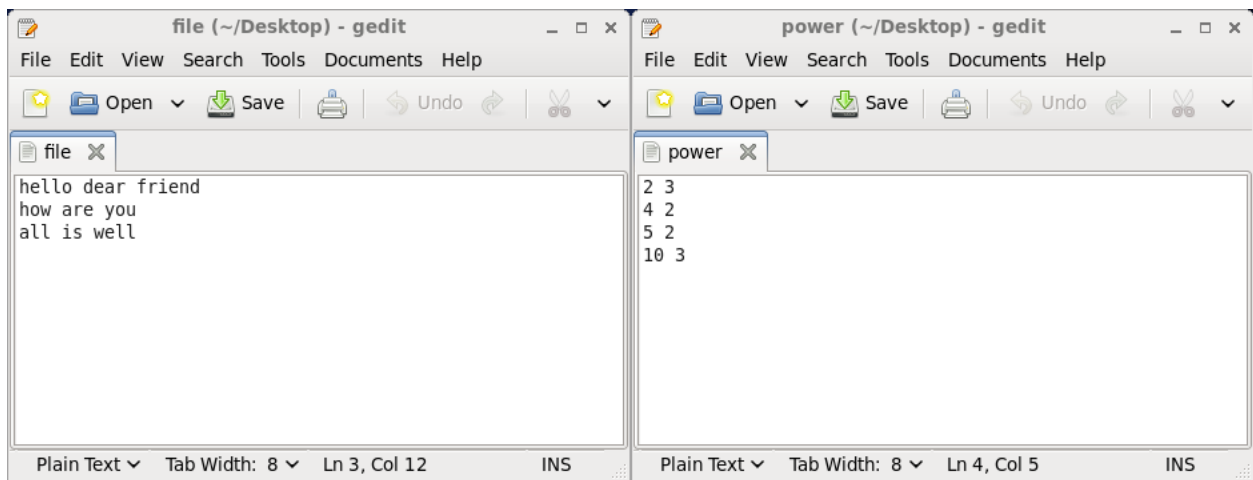 file (~/Desktop) - gedit
File Edit View Search Tools Documents Help
Open Save Undo
file
hello dear friend
how are you
all is well
Plain Text Tab Width: 8 Ln 3, Col 12 INS
power (~/Desktop) - gedit
File Edit View Search Tools Documents Help
Open Save Undo
power
2 3
4 2
5 2
10 3
Plain Text Tab Width: 8 Ln 4, Col 5 INS